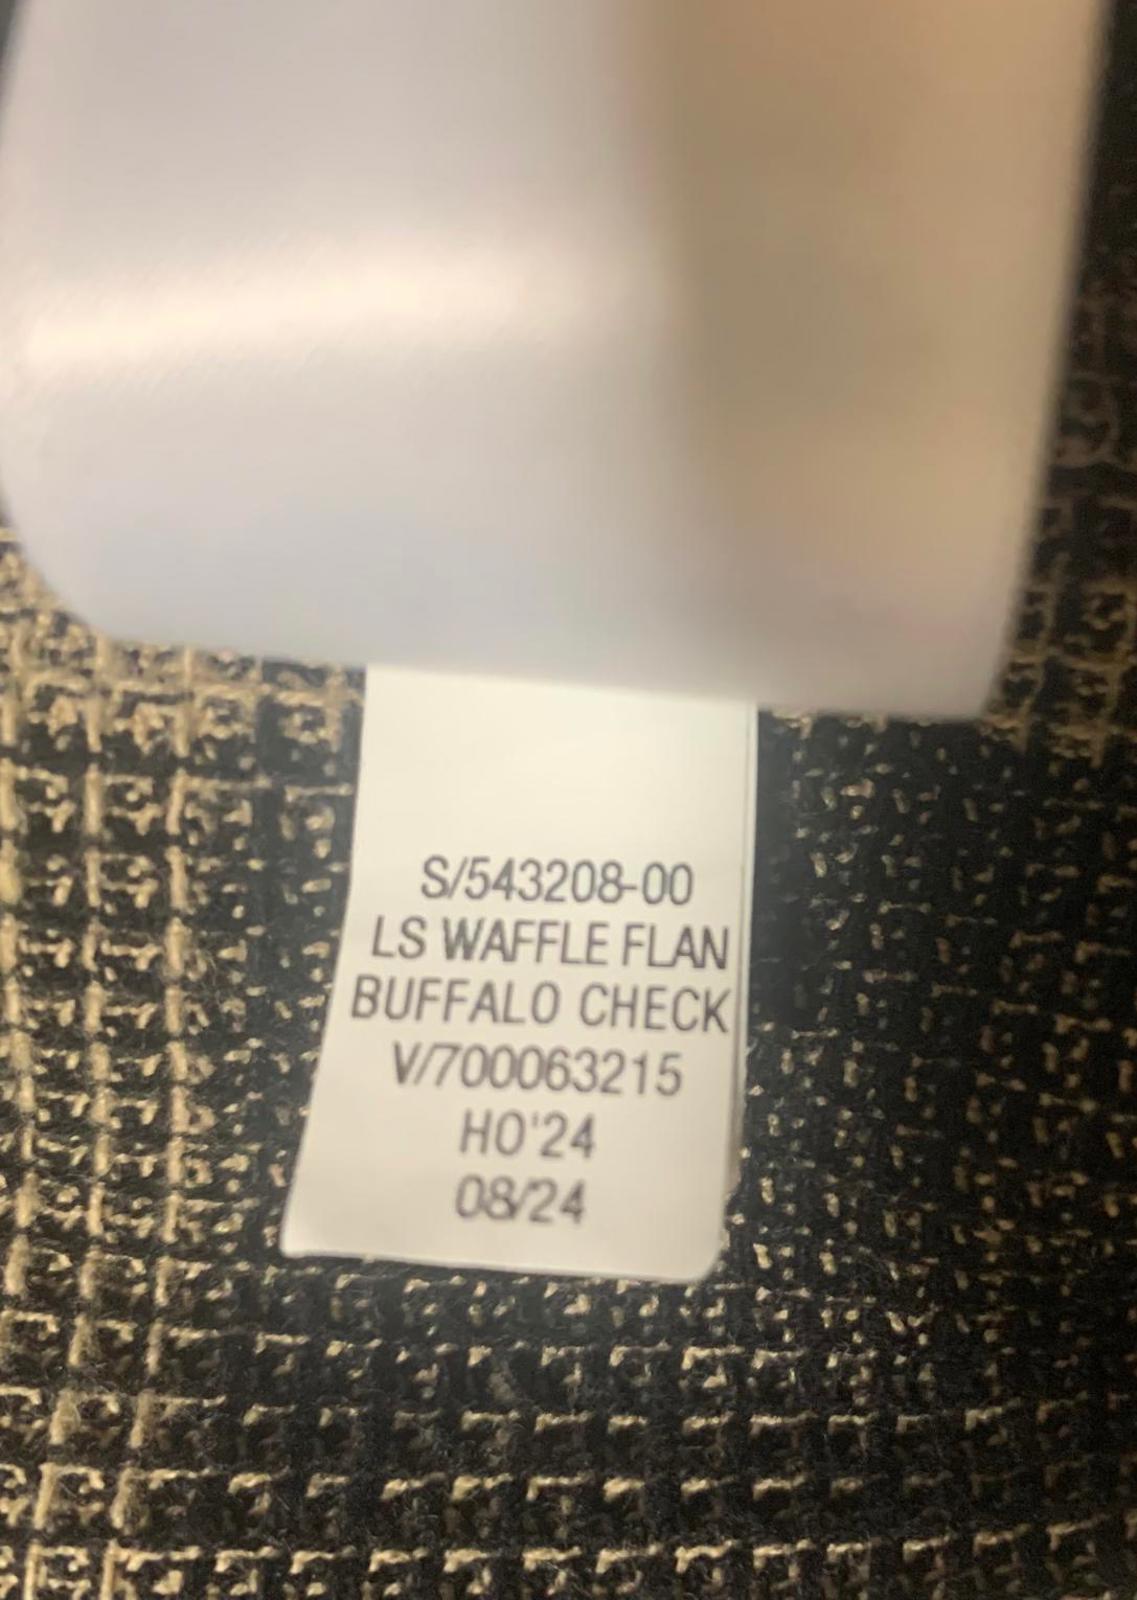 S/543208-00
LS WAFFLE FLAN
BUFFALO CHECK
V/700063215
HO'24
08/24